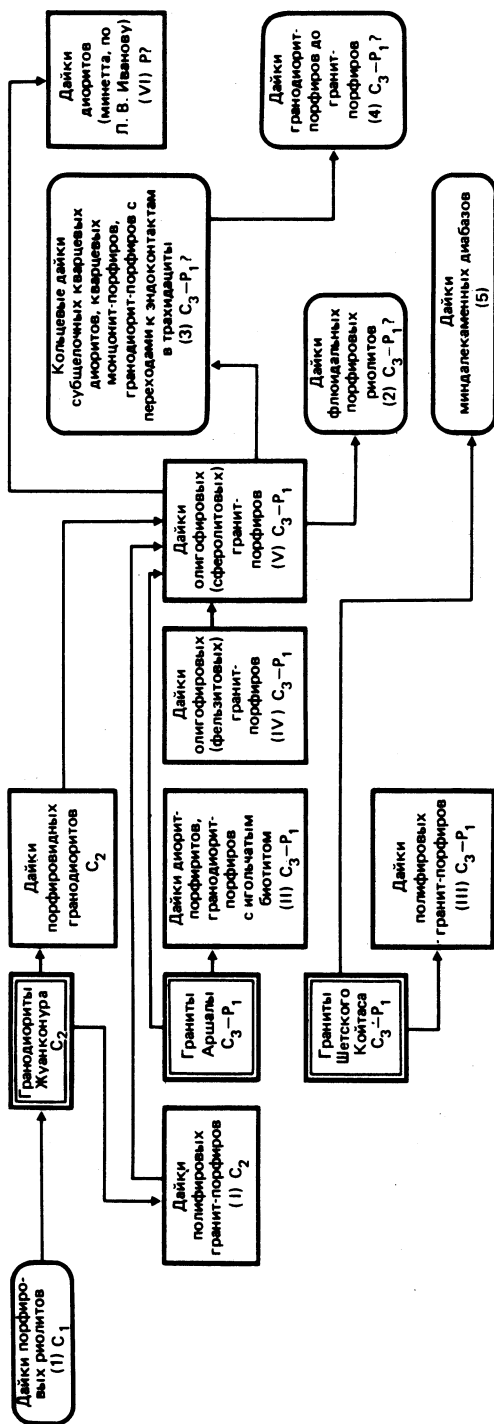 Дайки порфиро-
вых риолитов
(1) C₁
Гранодиориты
Жуанконура
C₂
Дайки
порфировидных
гранодиоритов
C₂
Дайки
полифировых
гранит-порфиров
(I) C₂
Граниты
Аршалы
C₃–P₁
Дайки диорит-
порфиритов,
гранодиорит-
порфиров
с игольчатым
биотитом
(II) C₃–P₁
Граниты
Шетского
Койтаса
C₃–P₁
Дайки
полифировых
гранит-порфиров
(III) C₃–P₁
Дайки
олигофировых
(фельзитовых)
гранит-
порфиров
(IV) C₃–P₁
Дайки
олигофировых
(сферолитовых)
гранит-
порфиров
(V) C₃–P₁
Дайки
диоритов
(минетта, по
Л. В. Иванову)
(VI) P?
Кольцевые дайки
субщелочных кварцевых
диоритов, кварцевых
монцонит-порфиров,
гранодиорит-порфиров с
переходами к эндоконтактам
в трахидациты
(3) C₃–P₁?
Дайки
флюидальных
порфировых
риолитов
(2) C₃–P₁?
Дайки
гранодиорит-
порфиров до
гранит-
порфиров
(4) C₃–P₁?
Дайки
миндалекаменных диабазов
(5)